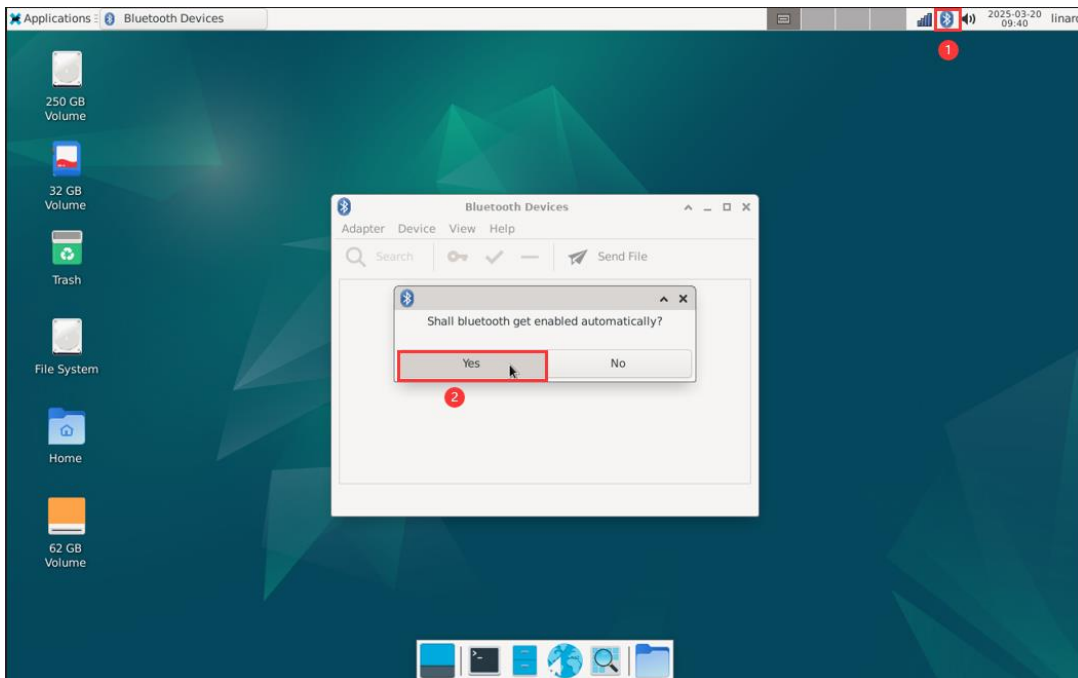 Applications
Bluetooth Devices
2025-03-20
09:40
linaro
1
250 GB
Volume
32 GB
Volume
Trash
File System
Home
62 GB
Volume
Bluetooth Devices
Adapter Device View Help
Search Send File
Shall bluetooth get enabled automatically?
Yes No
2